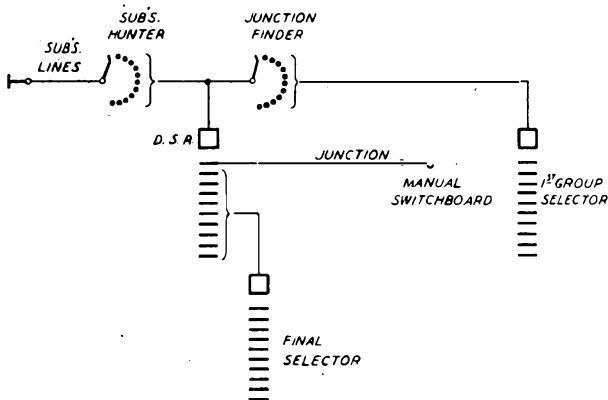 SUB'S.
HUNTER
JUNCTION
FINDER
SUB'S.
LINES
D. S. R.
JUNCTION
MANUAL
SWITCHBOARD
1ST GROUP
SELECTOR
FINAL
SELECTOR